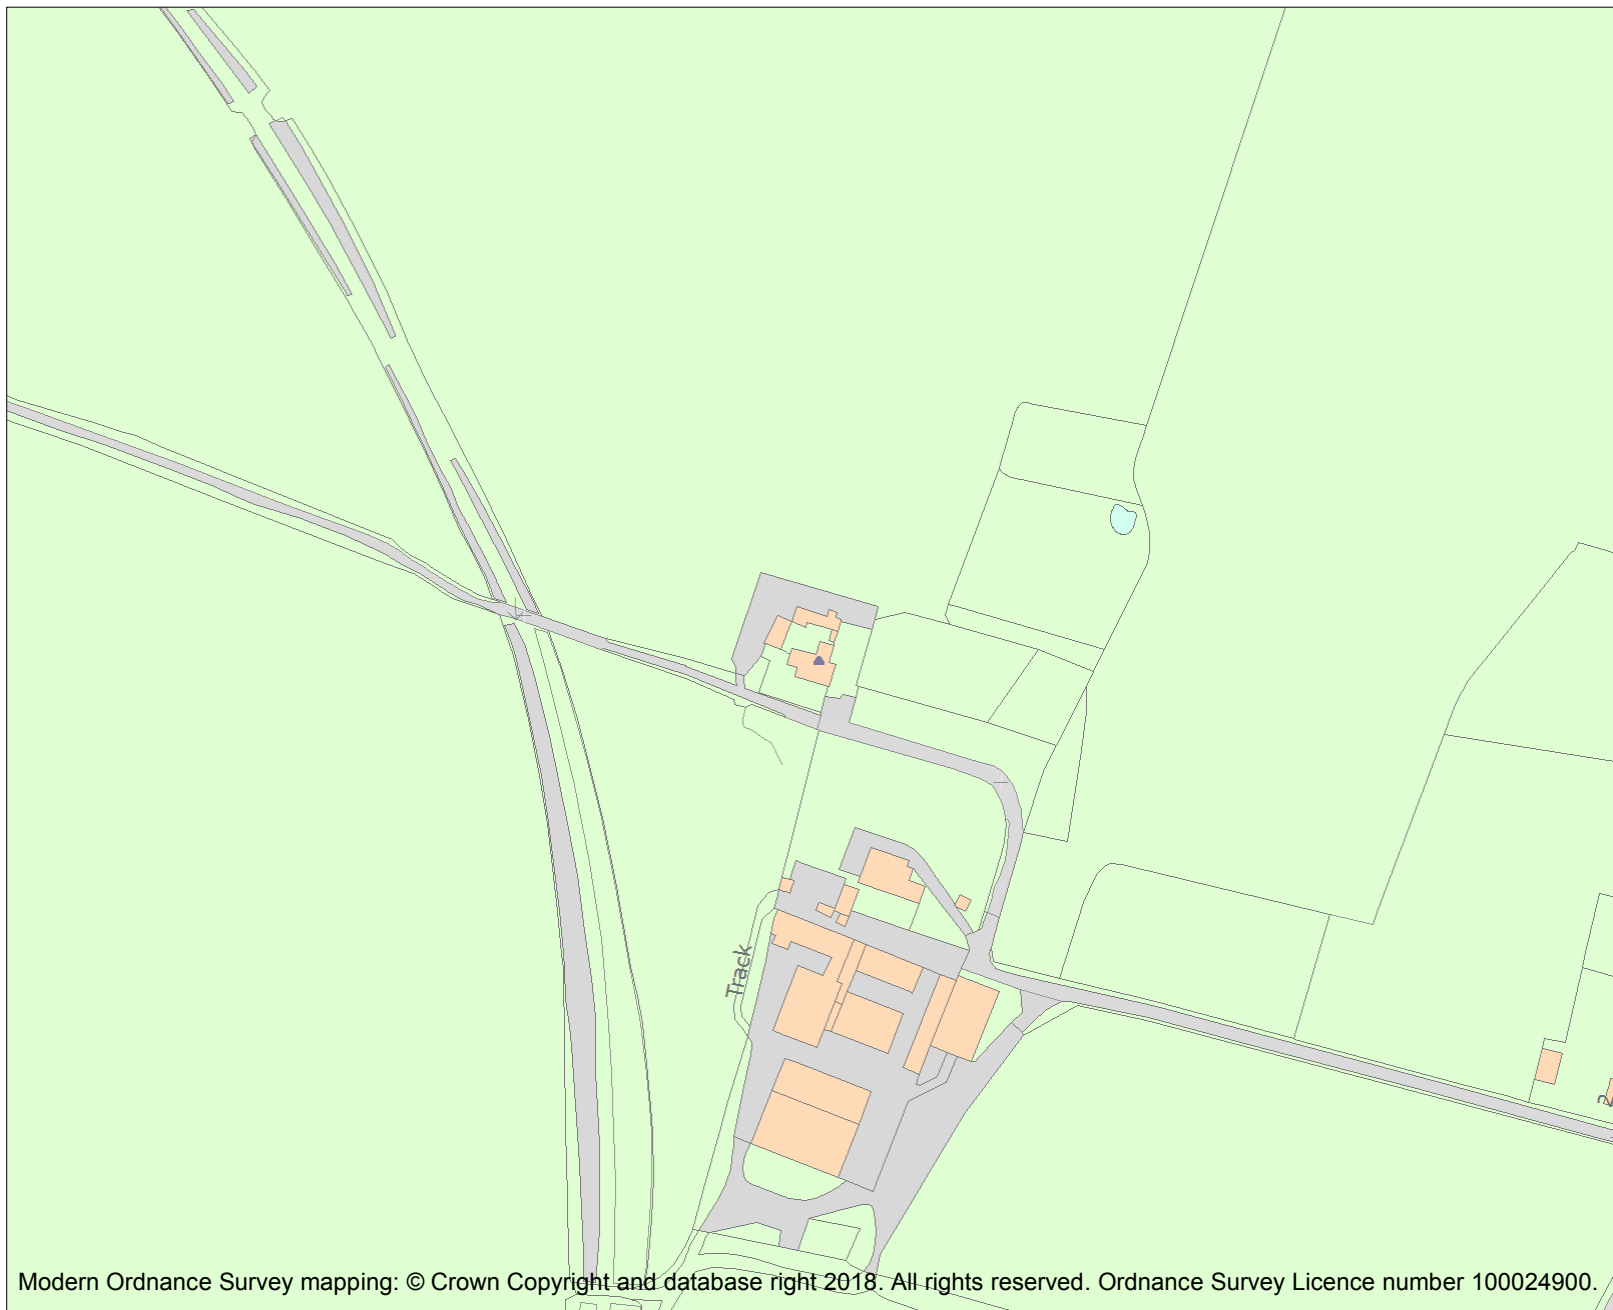 Track
2
Modern Ordnance Survey mapping: © Crown Copyright and database right 2018. All rights reserved. Ordnance Survey Licence number 100024900.